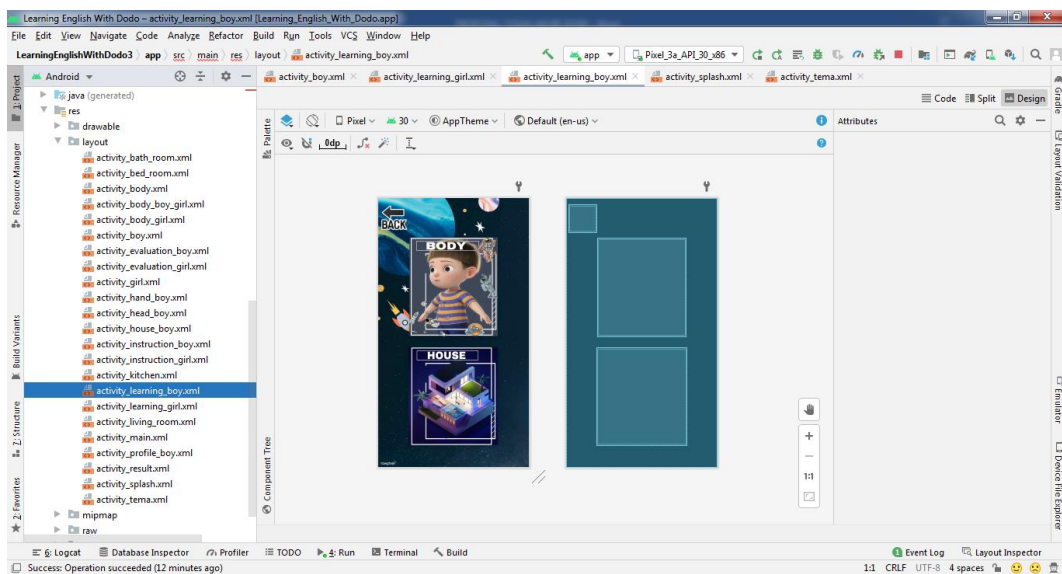 Learning English With Dodo – activity_learning_boy.xml [Learning_English_With_Dodo.app]
File Edit View Navigate Code Analyze Refactor Build Run Tools VCS Window Help
LearningEnglishWithDodo3 app src main res layout activity_learning_boy.xml app Pixel_3a_API_30_x86
Android activity_boy.xml activity_learning_girl.xml activity_learning_boy.xml activity_splash.xml activity_tema.xml
java (generated)
res
drawable
layout
activity_bath_room.xml
activity_bed_room.xml
activity_body.xml
activity_body_boy_girl.xml
activity_body_girl.xml
activity_boy.xml
activity_evaluation_boy.xml
activity_evaluation_girl.xml
activity_girl.xml
activity_hand_boy.xml
activity_head_boy.xml
activity_house_boy.xml
activity_instruction_boy.xml
activity_instruction_girl.xml
activity_kitchen.xml
activity_learning_boy.xml
activity_learning_girl.xml
activity_living_room.xml
activity_main.xml
activity_profile_boy.xml
activity_result.xml
activity_splash.xml
activity_tema.xml
mipmap
raw
1: Project
Resource Manager
Build Variants
7: Structure
2: Favorites
Code Split Design
Palette
Pixel 30 AppTheme Default (en-us)
Attributes
0dp
BACK
BODY
HOUSE
1:1
Component Tree
Gradle
Layout Validation
Emulator
Device File Explorer
6: Logcat Database Inspector Profiler TODO 4: Run Terminal Build Event Log Layout Inspector
Success: Operation succeeded (12 minutes ago) 1:1 CRLF UTF-8 4 spaces